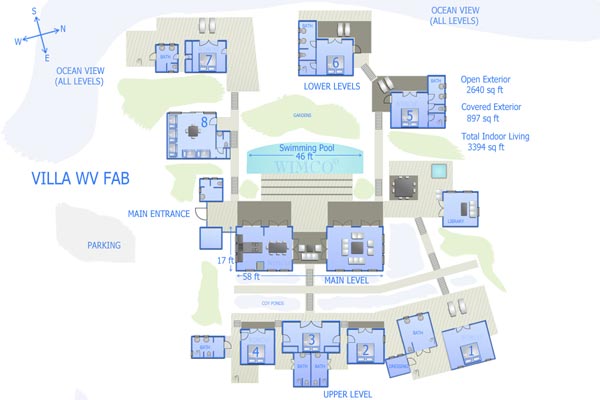 S
W
N
E
OCEAN VIEW
(ALL LEVELS)
OCEAN VIEW
(ALL LEVELS)
BATH
7
BATH
6
LOWER LEVELS
BATH
5
Open Exterior
2640 sq ft
Covered Exterior
897 sq ft
Total Indoor Living
3394 sq ft
GARDENS
8
Swimming Pool
46 ft
WIMCO
VILLA WV FAB
BATH
MAIN ENTRANCE
LIBRARY
PARKING
17 ft
58 ft
MAIN LEVEL
COY PONDS
BATH
4
3
2
BATH
1
BATH
BATH
DRESSING
UPPER LEVEL